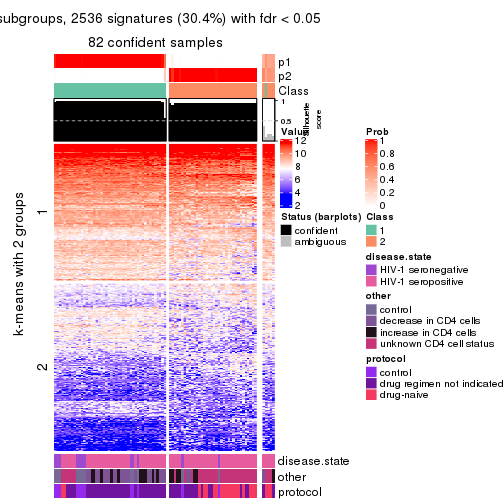 subgroups, 2536 signatures (30.4%) with fdr < 0.05
82 confident samples
p1
p2
Class
1
0.5
0
Silhouette
score
k-means with 2 groups
1
2
Value
12
10
8
6
4
2
Prob
1
0.8
0.6
0.4
0.2
0
Status (barplots)
confident
ambiguous
Class
1
2
disease.state
HIV-1 seronegative
HIV-1 seropositive
other
control
decrease in CD4 cells
increase in CD4 cells
unknown CD4 cell status
protocol
control
drug regimen not indicated
drug-naive
disease.state
other
protocol